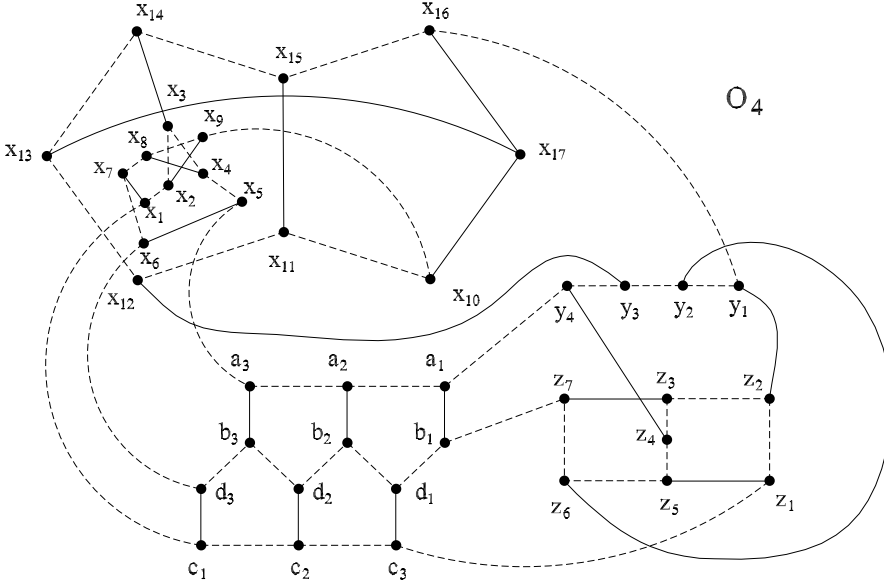 x₁₄
x₁₆
x₁₅
O₄
x₃
x₉
x₈
x₁₃
x₁₇
x₇
x₄
x₅
x₂
x₁
x₆
x₁₁
x₁₂
x₁₀
y₄ y₃ y₂ y₁
a₃ a₂ a₁
z₇ z₃ z₂
b₃ b₂ b₁
z₄
d₃ d₂ d₁
z₆ z₅ z₁
c₁ c₂ c₃